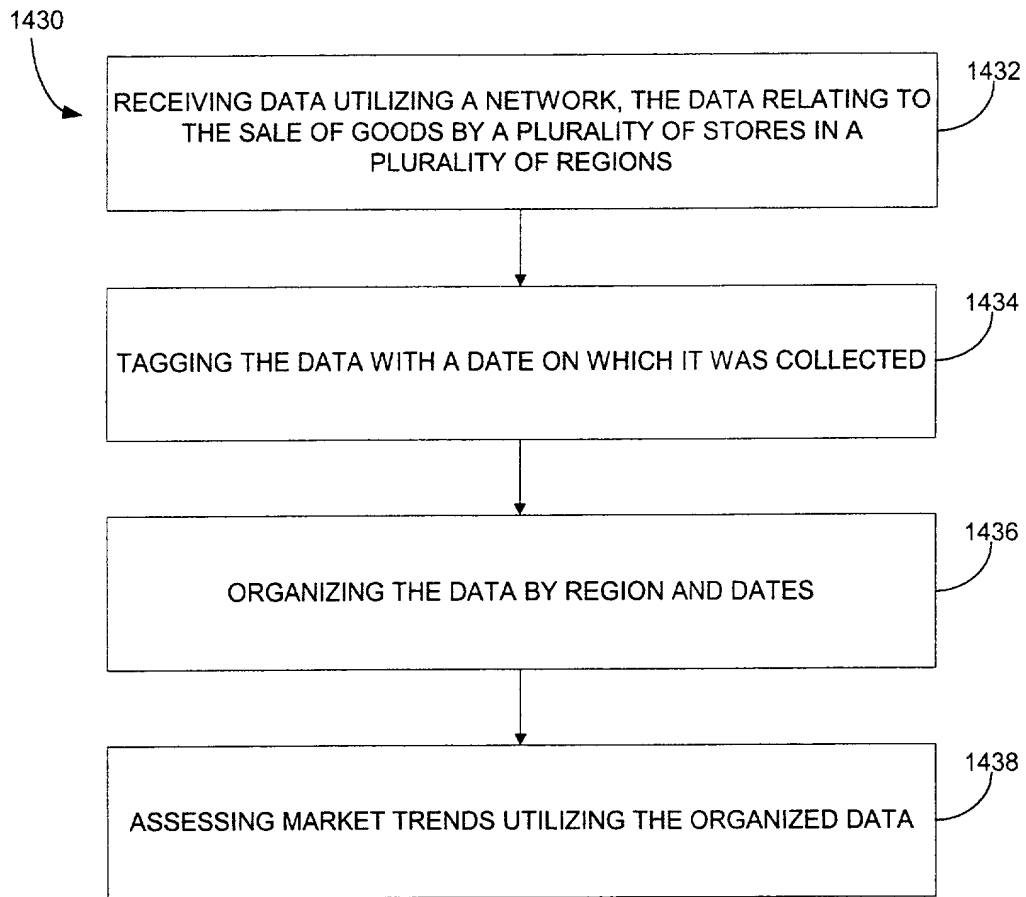 1430
1432
RECEIVING DATA UTILIZING A NETWORK, THE DATA RELATING TO
THE SALE OF GOODS BY A PLURALITY OF STORES IN A
PLURALITY OF REGIONS
1434
TAGGING THE DATA WITH A DATE ON WHICH IT WAS COLLECTED
1436
ORGANIZING THE DATA BY REGION AND DATES
1438
ASSESSING MARKET TRENDS UTILIZING THE ORGANIZED DATA